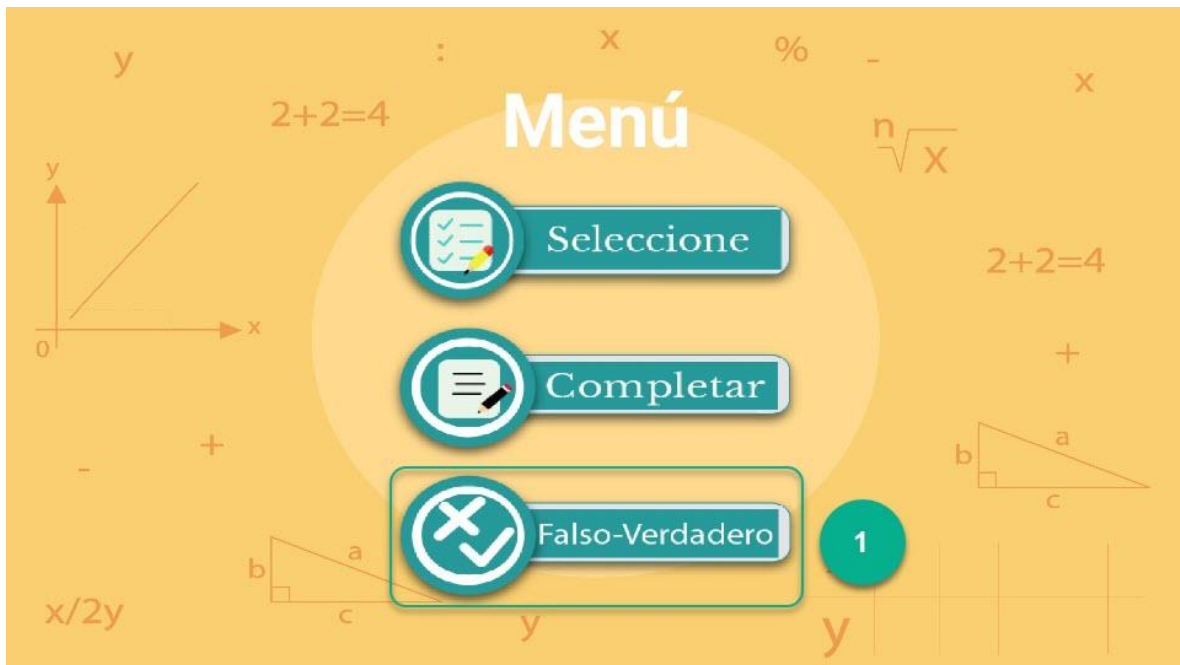 y : x % -
x
2+2=4
Menú
n√x
y
Seleccione
2+2=4
x
0
+
Completar
+
a
b
-
c
Falso-Verdadero
1
a
b
x/2y
c
y
y